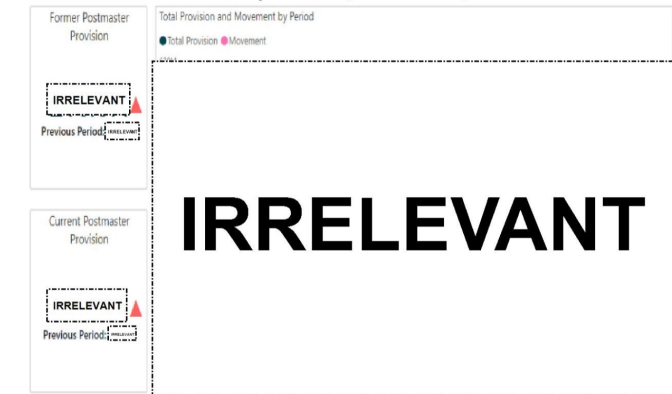 Former Postmaster
Provision
IRRELEVANT
Previous Period: IRRELEVANT
Total Provision and Movement by Period
Total Provision Movement
IRRELEVANT
Current Postmaster
Provision
IRRELEVANT
Previous Period: IRRELEVANT